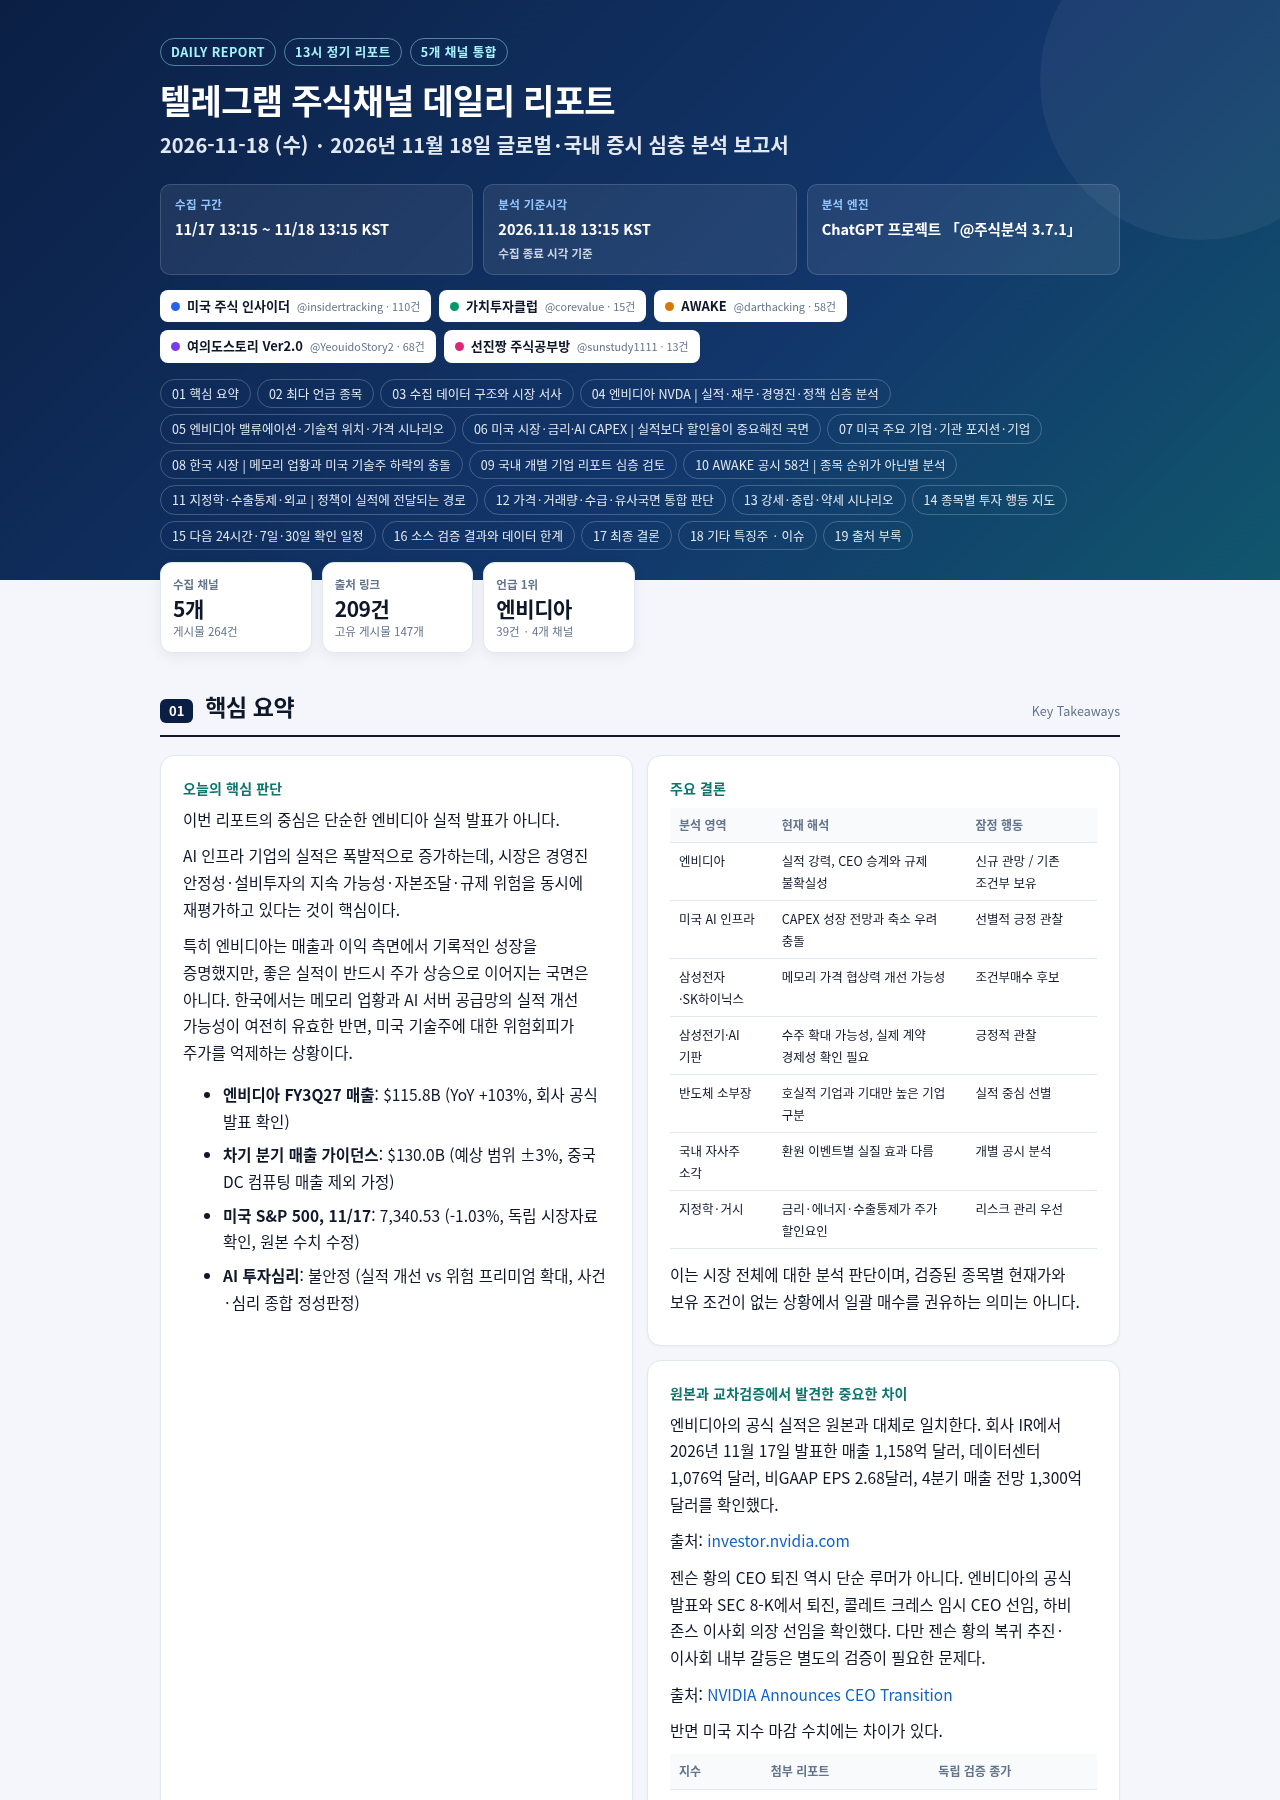 DAILY REPORT
13시 정기 리포트
5개 채널 통합
텔레그램 주식채널 데일리 리포트
2026-11-18 (수) · 2026년 11월 18일 글로벌·국내 증시 심층 분석 보고서
수집 구간
11/17 13:15 ~ 11/18 13:15 KST
분석 기준시각
2026.11.18 13:15 KST
수집 종료 시각 기준
분석 엔진
ChatGPT 프로젝트 「@주식분석 3.7.1」
미국 주식 인사이더 @insidertracking · 110건
가치투자클럽 @corevalue · 15건
AWAKE @darthacking · 58건
여의도스토리 Ver2.0 @YeouidoStory2 · 68건
선진짱 주식공부방 @sunstudy1111 · 13건
01 핵심 요약
02 최다 언급 종목
03 수집 데이터 구조와 시장 서사
04 엔비디아 NVDA | 실적·재무·경영진·정책 심층 분석
05 엔비디아 밸류에이션·기술적 위치·가격 시나리오
06 미국 시장·금리·AI CAPEX | 실적보다 할인율이 중요해진 국면
07 미국 주요 기업·기관 포지션·기업
08 한국 시장 | 메모리 업황과 미국 기술주 하락의 충돌
09 국내 개별 기업 리포트 심층 검토
10 AWAKE 공시 58건 | 종목 순위가 아닌별 분석
11 지정학·수출통제·외교 | 정책이 실적에 전달되는 경로
12 가격·거래량·수급·유사국면 통합 판단
13 강세·중립·약세 시나리오
14 종목별 투자 행동 지도
15 다음 24시간·7일·30일 확인 일정
16 소스 검증 결과와 데이터 한계
17 최종 결론
18 기타 특징주 · 이슈
19 출처 부록
수집 채널
5개
게시물 264건
출처 링크
209건
고유 게시물 147개
언급 1위
엔비디아
39건 · 4개 채널
01 핵심 요약
Key Takeaways
오늘의 핵심 판단
이번 리포트의 중심은 단순한 엔비디아 실적 발표가 아니다.
AI 인프라 기업의 실적은 폭발적으로 증가하는데, 시장은 경영진
안정성·설비투자의 지속 가능성·자본조달·규제 위험을 동시에
재평가하고 있다는 것이 핵심이다.
특히 엔비디아는 매출과 이익 측면에서 기록적인 성장을
증명했지만, 좋은 실적이 반드시 주가 상승으로 이어지는 국면은
아니다. 한국에서는 메모리 업황과 AI 서버 공급망의 실적 개선
가능성이 여전히 유효한 반면, 미국 기술주에 대한 위험회피가
주가를 억제하는 상황이다.
• 엔비디아 FY3Q27 매출: $115.8B (YoY +103%, 회사 공식
발표 확인)
• 차기 분기 매출 가이던스: $130.0B (예상 범위 ±3%, 중국
DC 컴퓨팅 매출 제외 가정)
• 미국 S&P 500, 11/17: 7,340.53 (-1.03%, 독립 시장자료
확인, 원본 수치 수정)
• AI 투자심리: 불안정 (실적 개선 vs 위험 프리미엄 확대, 사건
·심리 종합 정성판정)
주요 결론
분석 영역 현재 해석 잠정 행동
엔비디아 실적 강력, CEO 승계와 규제 신규 관망 / 기존
불확실성 조건부 보유
미국 AI 인프라 CAPEX 성장 전망과 축소 우려 선별적 긍정 관찰
충돌
삼성전자 메모리 가격 협상력 개선 가능성 조건부매수 후보
·SK하이닉스
삼성전기·AI 수주 확대 가능성, 실제 계약 긍정적 관찰
기판 경제성 확인 필요
반도체 소부장 호실적 기업과 기대만 높은 기업 실적 중심 선별
구분
국내 자사주 환원 이벤트별 실질 효과 다름 개별 공시 분석
소각
지정학·거시 금리·에너지·수출통제가 주가 리스크 관리 우선
할인요인
이는 시장 전체에 대한 분석 판단이며, 검증된 종목별 현재가와
보유 조건이 없는 상황에서 일괄 매수를 권유하는 의미는 아니다.
원본과 교차검증에서 발견한 중요한 차이
엔비디아의 공식 실적은 원본과 대체로 일치한다. 회사 IR에서
2026년 11월 17일 발표한 매출 1,158억 달러, 데이터센터
1,076억 달러, 비GAAP EPS 2.68달러, 4분기 매출 전망 1,300억
달러를 확인했다.
출처: investor.nvidia.com
젠슨 황의 CEO 퇴진 역시 단순 루머가 아니다. 엔비디아의 공식
발표와 SEC 8-K에서 퇴진, 콜레트 크레스 임시 CEO 선임, 하비
존스 이사회 의장 선임을 확인했다. 다만 젠슨 황의 복귀 추진·
이사회 내부 갈등은 별도의 검증이 필요한 문제다.
출처: NVIDIA Announces CEO Transition
반면 미국 지수 마감 수치에는 차이가 있다.
지수 첨부 리포트 독립 검증 종가